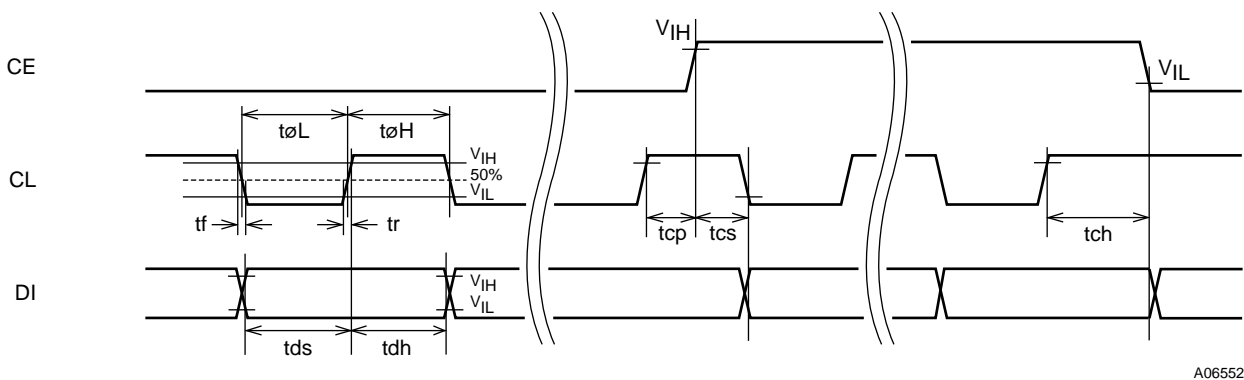 CE
VIH
VIL
tøL
tøH
CL
VIH
50%
VIL
tf
tr
tcp
tcs
tch
DI
VIH
VIL
tds
tdh
A06552